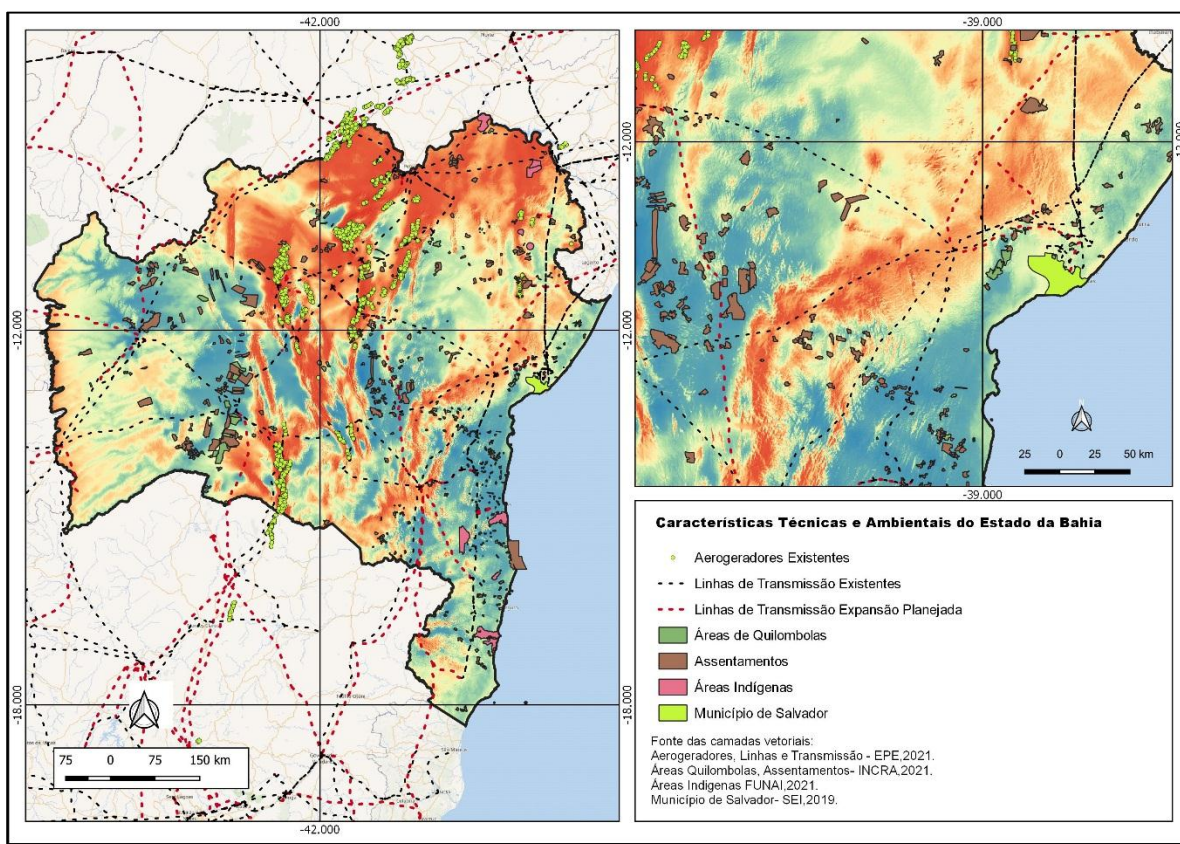 -42.000
-39.000
-12.000
-12.000
-12.000
-18.000
-18.000
-42.000
-39.000
75 0 75 150 km
25 0 25 50 km
Características Técnicas e Ambientais do Estado da Bahia
Aerogeradores Existentes
Linhas de Transmissão Existentes
Linhas de Transmissão Expansão Planejada
Áreas de Quilombolas
Assentamentos
Áreas Indígenas
Município de Salvador
Fonte das camadas vetoriais:
Aerogeradores, Linhas e Transmissão - EPE,2021.
Áreas Quilombolas, Assentamentos- INCRA,2021.
Áreas Indígenas FUNAI,2021.
Município de Salvador- SEI,2019.